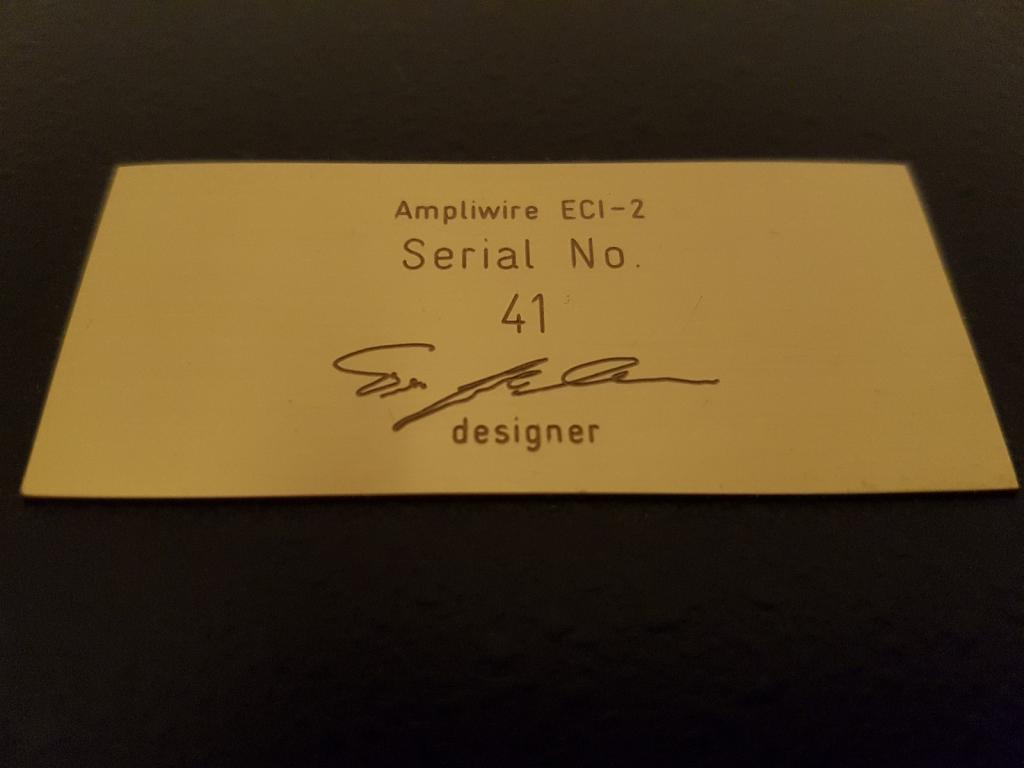 Ampliwire ECI-2
Serial No.
41
designer